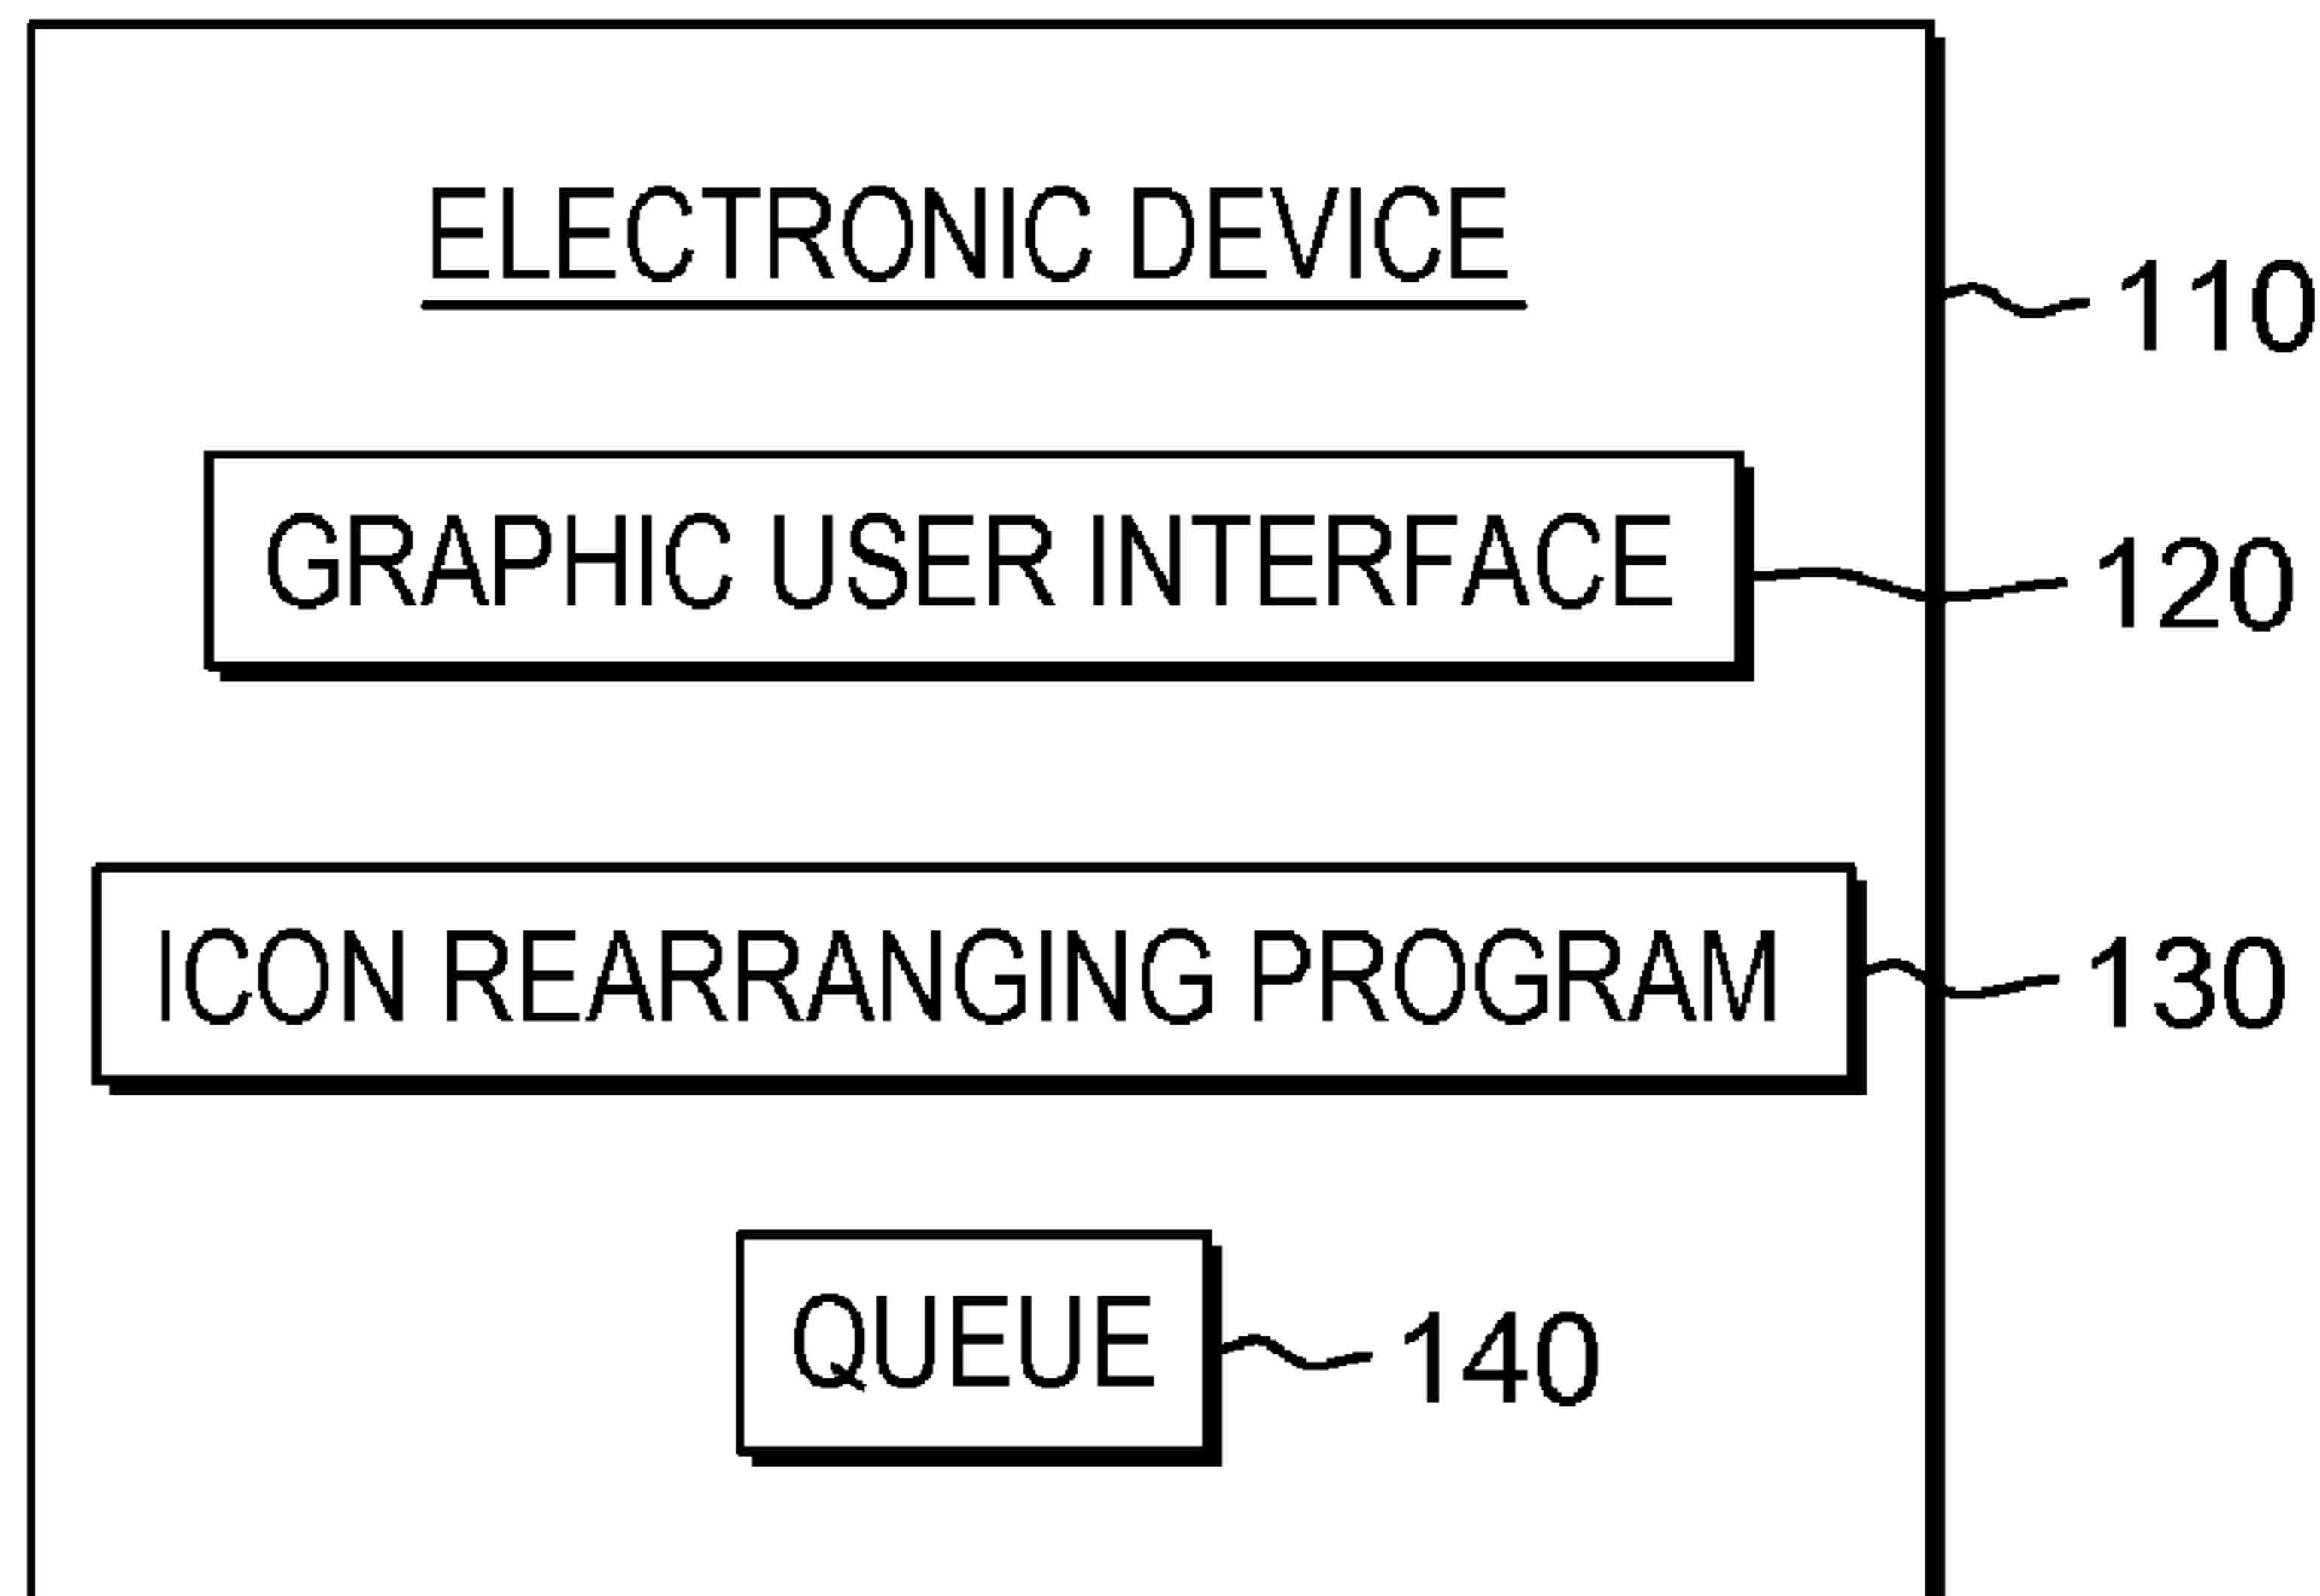 ELECTRONIC DEVICE
110
GRAPHIC USER INTERFACE
120
ICON REARRANGING PROGRAM
130
QUEUE
140